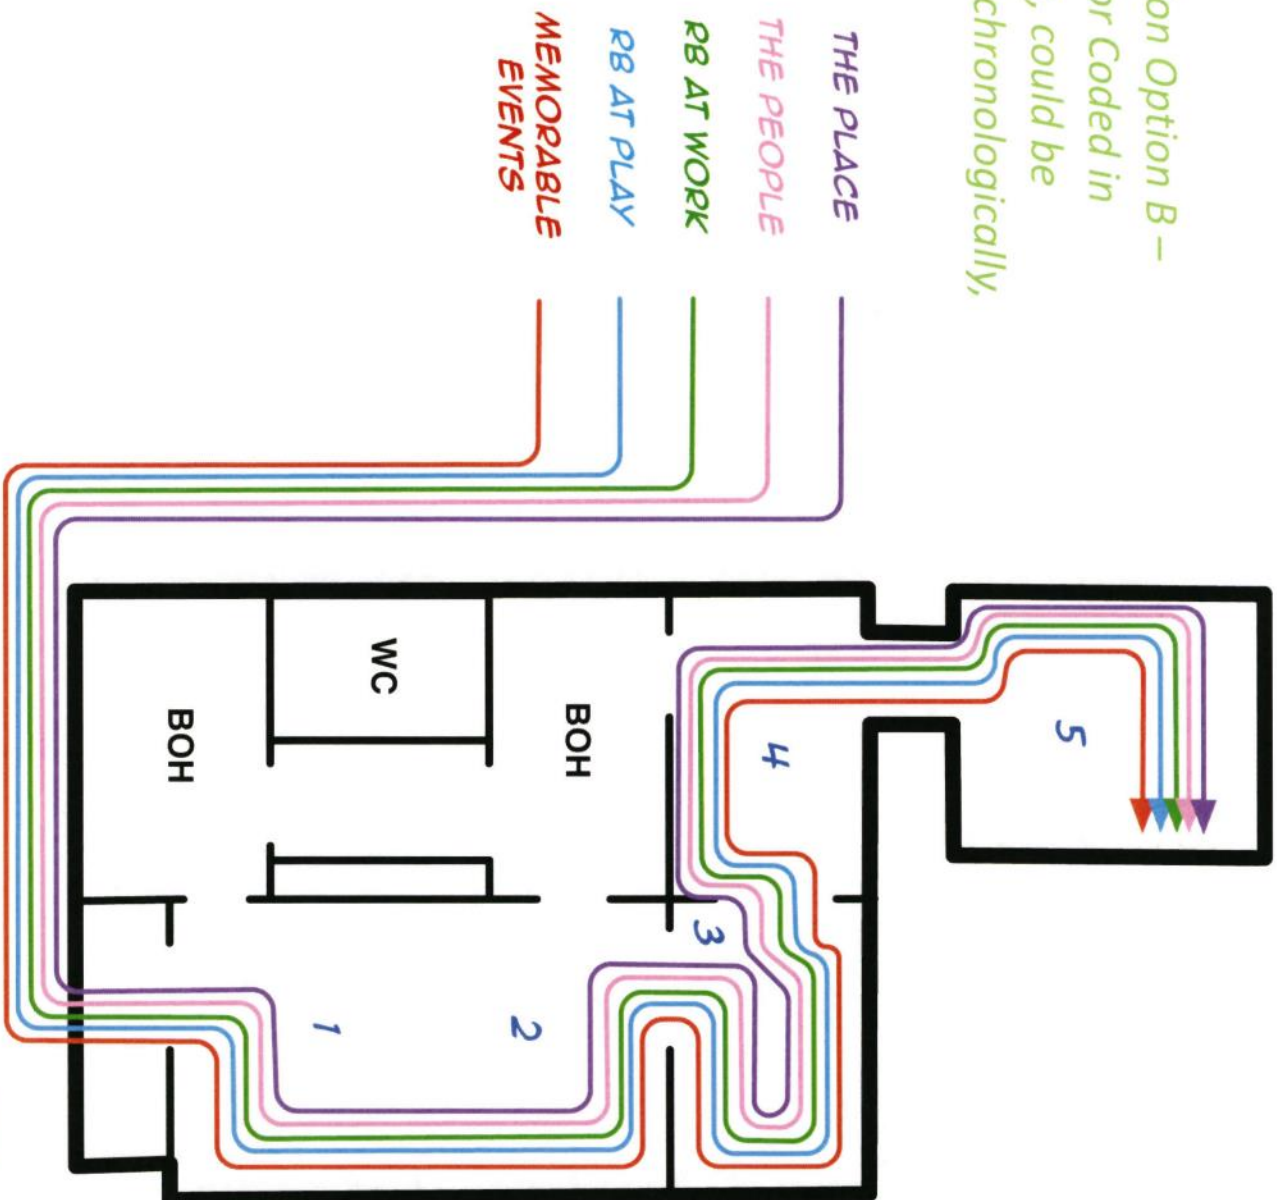 on Option B –
or Coded in
, could be
chronologically,
THE PLACE
THE PEOPLE
RB AT WORK
RB AT PLAY
MEMORABLE
EVENTS
5
4
3
BOH
WC
BOH
2
1